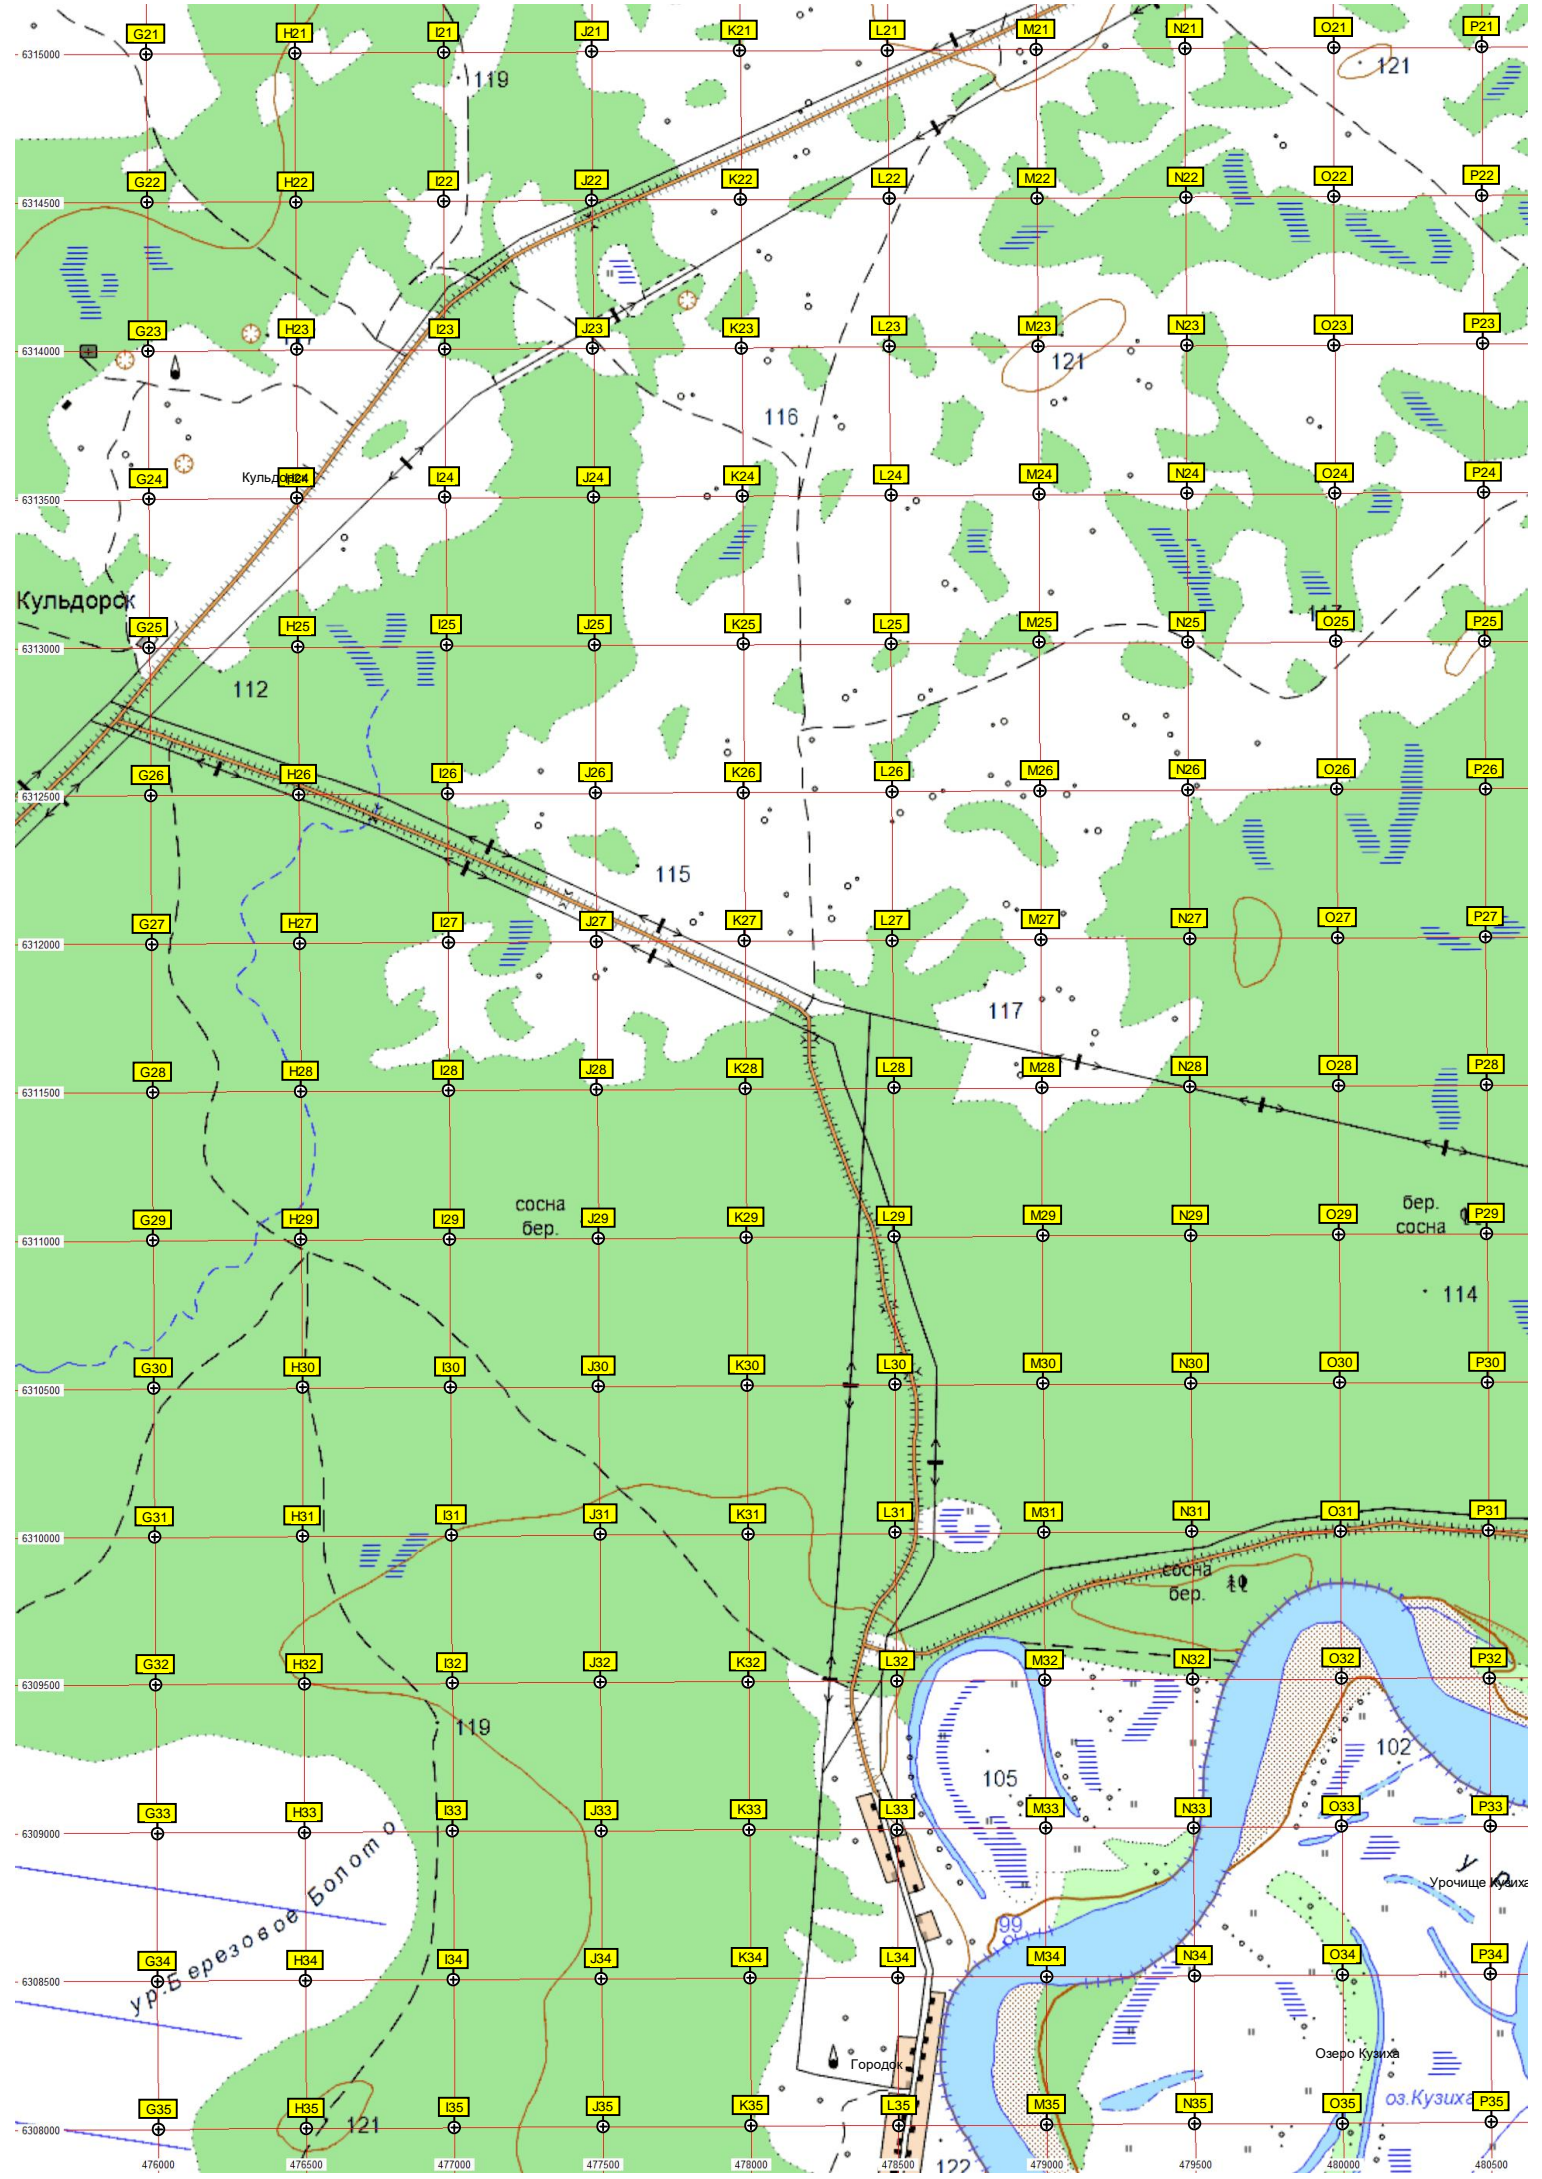 G21 H21 I21 J21 K21 L21 M21 N21 O21 P21
6315000
119
121
G22 H22 I22 J22 K22 L22 M22 N22 O22 P22
6314500
G23 H23 I23 J23 K23 L23 M23 N23 O23 P23
6314000
121
116
Кульдорск
G24 H24 I24 J24 K24 L24 M24 N24 O24 P24
6313500
Кульдорск
117
G25 H25 I25 J25 K25 L25 M25 N25 O25 P25
6313000
112
G26 H26 I26 J26 K26 L26 M26 N26 O26 P26
6312500
115
G27 H27 I27 J27 K27 L27 M27 N27 O27 P27
6312000
117
G28 H28 I28 J28 K28 L28 M28 N28 O28 P28
6311500
сосна
бер.
бер.
сосна
G29 H29 I29 J29 K29 L29 M29 N29 O29 P29
6311000
114
G30 H30 I30 J30 K30 L30 M30 N30 O30 P30
6310500
G31 H31 I31 J31 K31 L31 M31 N31 O31 P31
6310000
сосна
бер.
G32 H32 I32 J32 K32 L32 M32 N32 O32 P32
6309500
119
102
105
G33 H33 I33 J33 K33 L33 M33 N33 O33 P33
6309000
ур.Березовое Болото
Ур
Урочище Кузиха
99
G34 H34 I34 J34 K34 L34 M34 N34 O34 P34
6308500
Городок
Озеро Кузиха
оз.Кузиха
G35 H35 I35 J35 K35 L35 M35 N35 O35 P35
6308000
121
122
476000 476500 477000 477500 478000 478500 479000 479500 480000 480500